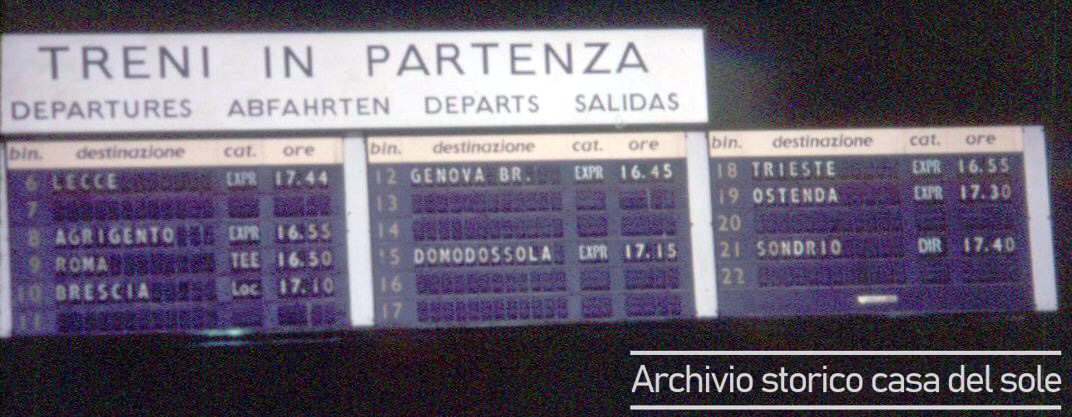 TRENI IN PARTENZA
DEPARTURES ABFAHRTEN DEPARTS SALIDAS
bin. destinazione cat. ore
6 LECCE EXPR 17.44
7
8 AGRIGENTO EXPR 16.55
9 ROMA TEE 16.50
10 BRESCIA Loc 17.10
11
bin. destinazione cat. ore
12 GENOVA BR. EXPR 16.45
13
14
15 DOMODOSSOLA EXPR 17.15
16
17
bin. destinazione cat. ore
18 TRIESTE EXPR 16.55
19 OSTENDA EXPR 17.30
20
21 SONDRIO DIR 17.40
22
Archivio storico casa del sole